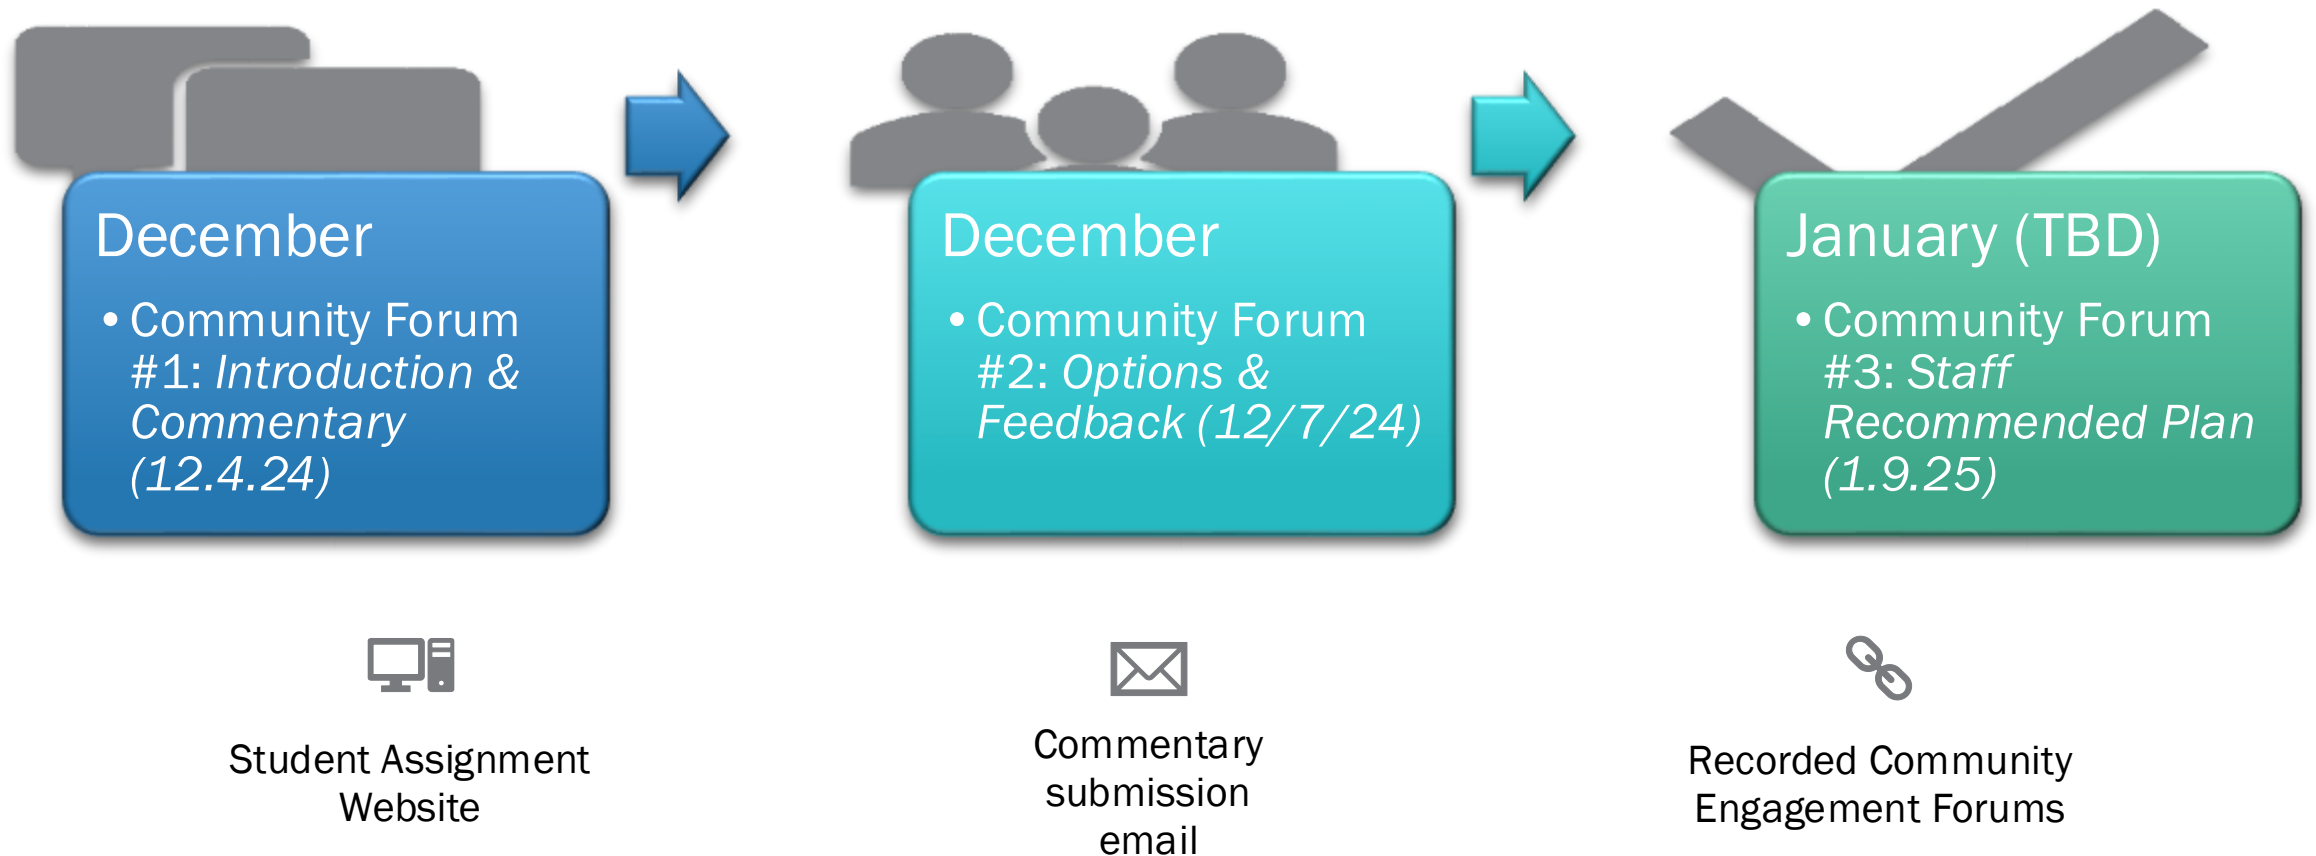 December
• Community Forum
#1: Introduction &
Commentary
(12.4.24)
December
• Community Forum
#2: Options &
Feedback (12/7/24)
January (TBD)
• Community Forum
#3: Staff
Recommended Plan
(1.9.25)
Student Assignment
Website
Commentary
submission
email
Recorded Community
Engagement Forums